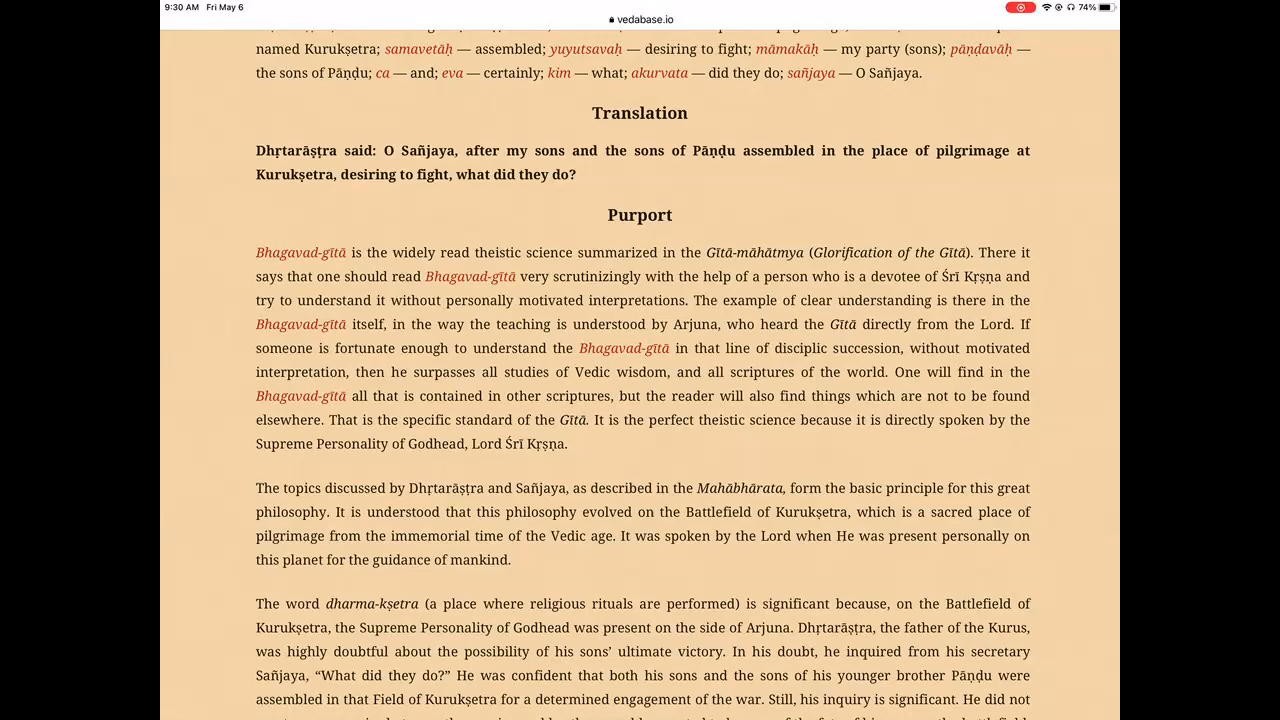 9:30 AM Fri May 6
74%
vedabase.io
named Kurukṣetra; samavetāḥ — assembled; yuyutsavaḥ — desiring to fight; māmakāḥ — my party (sons); pāṇḍavāḥ —
the sons of Pāṇḍu; ca — and; eva — certainly; kim — what; akurvata — did they do; sañjaya — O Sañjaya.
Translation
Dhṛtarāṣṭra said: O Sañjaya, after my sons and the sons of Pāṇḍu assembled in the place of pilgrimage at
Kurukṣetra, desiring to fight, what did they do?
Purport
Bhagavad-gītā is the widely read theistic science summarized in the Gītā-māhātmya (Glorification of the Gītā). There it
says that one should read Bhagavad-gītā very scrutinizingly with the help of a person who is a devotee of Śrī Kṛṣṇa and
try to understand it without personally motivated interpretations. The example of clear understanding is there in the
Bhagavad-gītā itself, in the way the teaching is understood by Arjuna, who heard the Gītā directly from the Lord. If
someone is fortunate enough to understand the Bhagavad-gītā in that line of disciplic succession, without motivated
interpretation, then he surpasses all studies of Vedic wisdom, and all scriptures of the world. One will find in the
Bhagavad-gītā all that is contained in other scriptures, but the reader will also find things which are not to be found
elsewhere. That is the specific standard of the Gītā. It is the perfect theistic science because it is directly spoken by the
Supreme Personality of Godhead, Lord Śrī Kṛṣṇa.
The topics discussed by Dhṛtarāṣṭra and Sañjaya, as described in the Mahābhārata, form the basic principle for this great
philosophy. It is understood that this philosophy evolved on the Battlefield of Kurukṣetra, which is a sacred place of
pilgrimage from the immemorial time of the Vedic age. It was spoken by the Lord when He was present personally on
this planet for the guidance of mankind.
The word dharma-kṣetra (a place where religious rituals are performed) is significant because, on the Battlefield of
Kurukṣetra, the Supreme Personality of Godhead was present on the side of Arjuna. Dhṛtarāṣṭra, the father of the Kurus,
was highly doubtful about the possibility of his sons’ ultimate victory. In his doubt, he inquired from his secretary
Sañjaya, “What did they do?” He was confident that both his sons and the sons of his younger brother Pāṇḍu were
assembled in that Field of Kurukṣetra for a determined engagement of the war. Still, his inquiry is significant. He did not